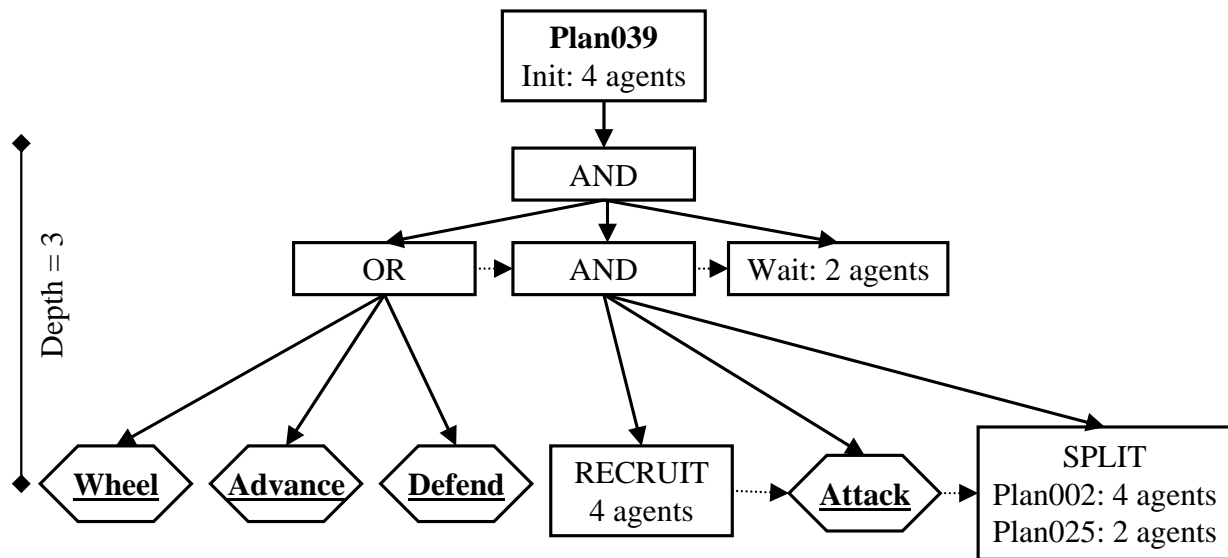 Plan039
Init: 4 agents
AND
Depth = 3
OR
AND
Wait: 2 agents
Wheel
Advance
Defend
RECRUIT
4 agents
Attack
SPLIT
Plan002: 4 agents
Plan025: 2 agents